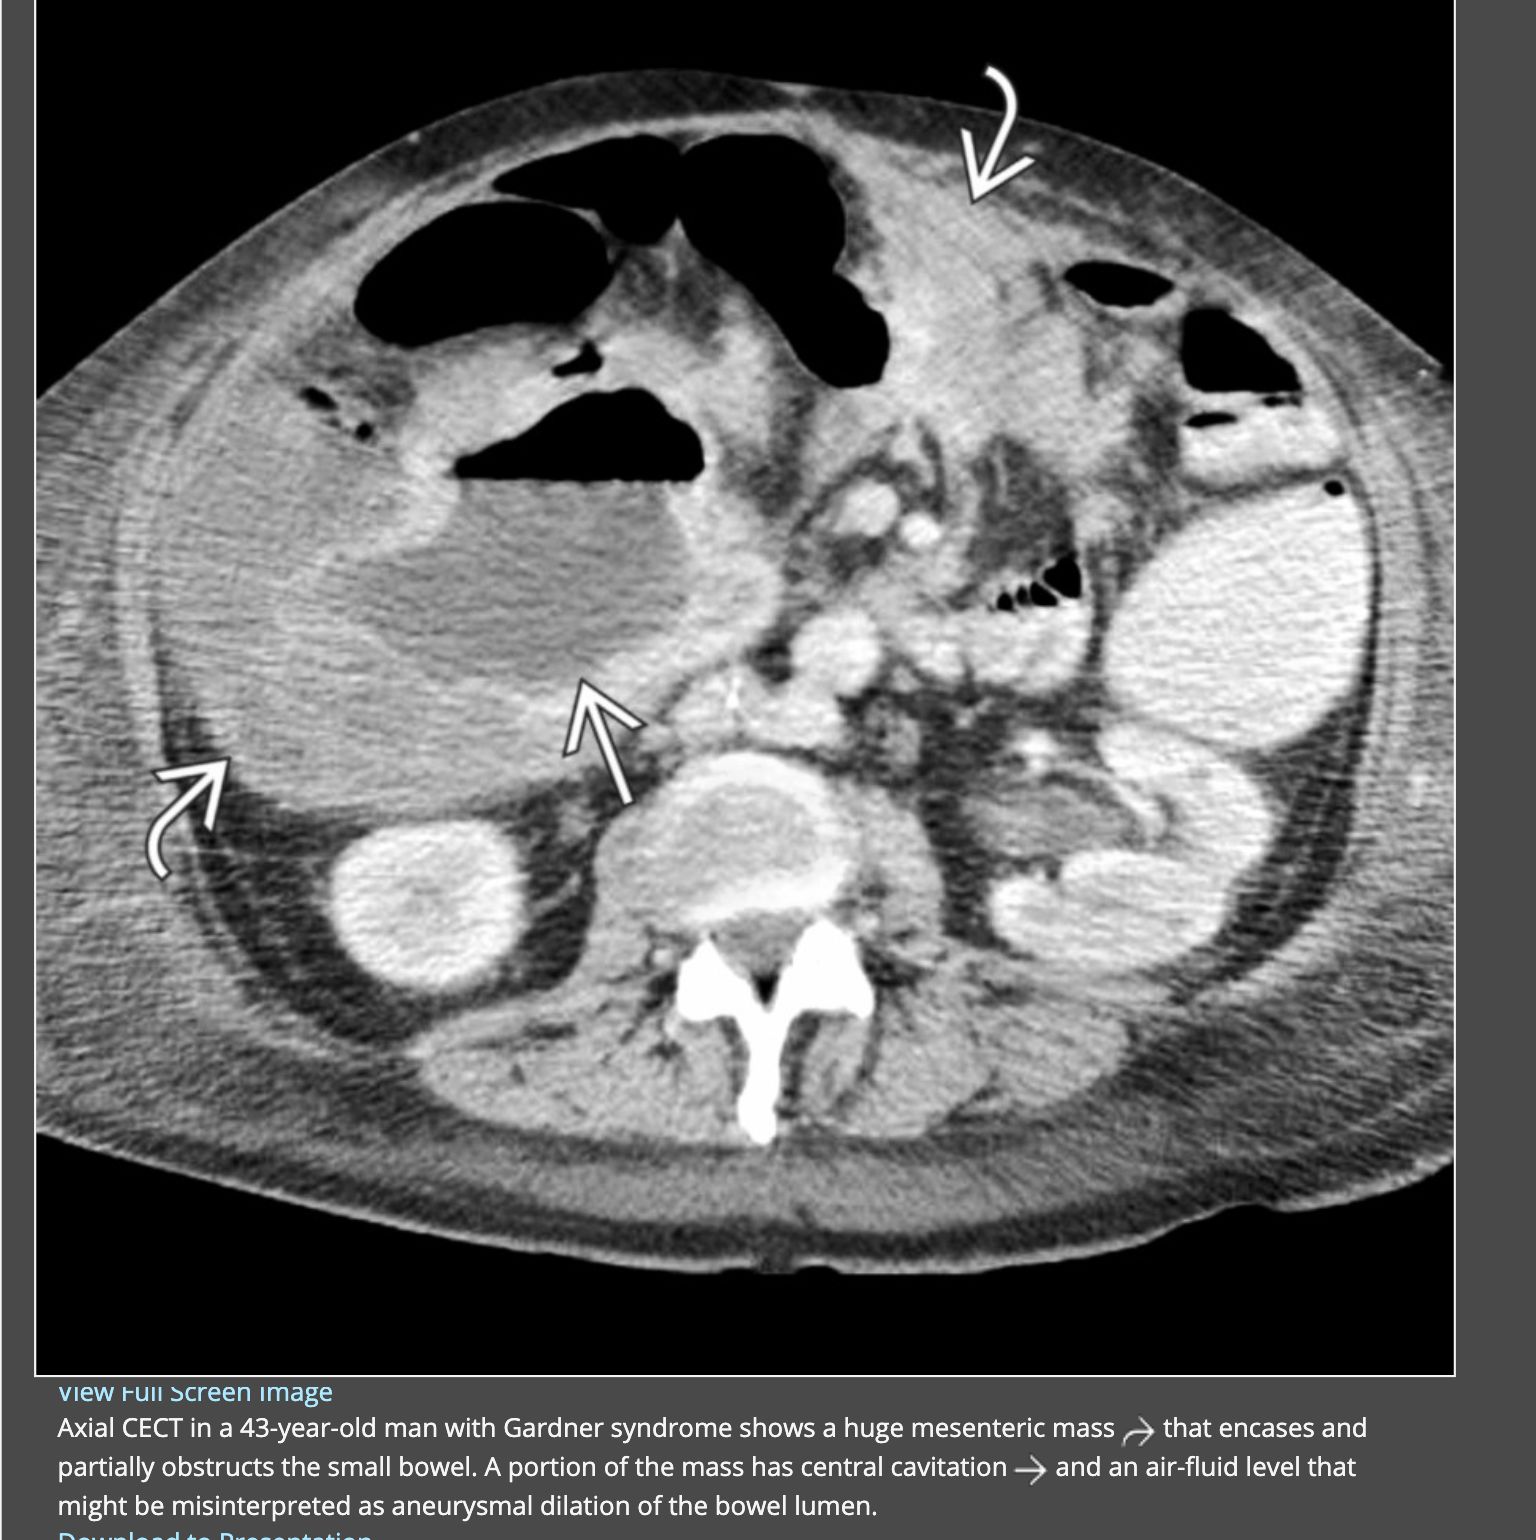 View Full Screen Image
Axial CECT in a 43-year-old man with Gardner syndrome shows a huge mesenteric mass that encases and
partially obstructs the small bowel. A portion of the mass has central cavitation and an air-fluid level that
might be misinterpreted as aneurysmal dilation of the bowel lumen.
Download to Presentation